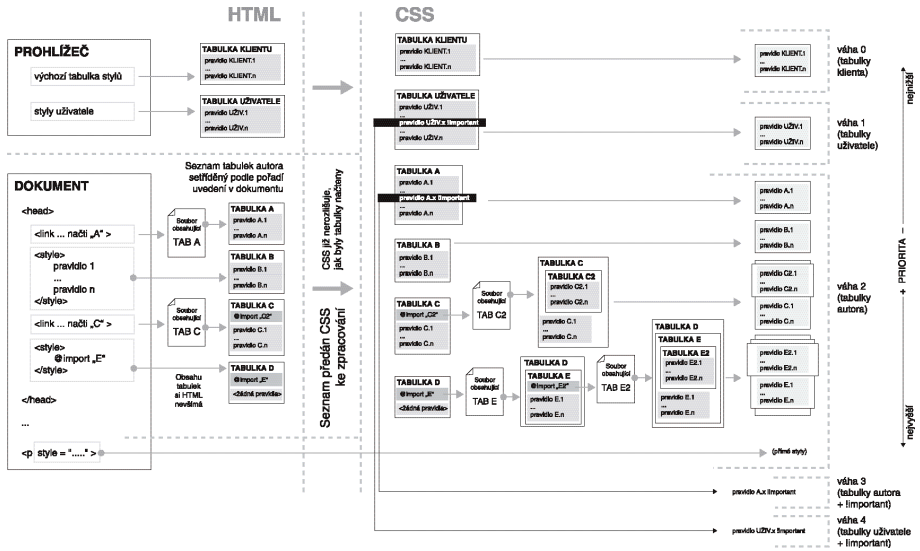 HTML
CSS
PROHLÍŽEČ
výchozí tabulka stylů
styly uživatele
TABULKA KLIENTU
pravidlo KLIENT.1
...
pravidlo KLIENT.n
TABULKA UŽIVATELE
pravidlo UŽIV.1
...
pravidlo UŽIV.n
Seznam tabulek autora
setříděný podle pořadí
uvedení v dokumentu
DOKUMENT
<head>
<link ... načti „A“ >
<style>
pravidlo 1
...
pravidlo n
</style>
<link ... načti „C“ >
<style>
@import „E“
</style>
</head>
...
<p style = "....." >
Soubor
obsahující
TAB A
Soubor
obsahující
TAB C
Obsahu
tabulek
si HTML
nevšímá
TABULKA A
pravidlo A.1
...
pravidlo A.n
TABULKA B
pravidlo B.1
...
pravidlo B.n
TABULKA C
@import „C2“
pravidlo C.1
...
pravidlo C.n
TABULKA D
@import „E“
<žádná pravidla>
CSS již nerozlišuje,
jak byly tabulky načteny
Seznam předán CSS
ke zpracování
TABULKA KLIENTU
pravidlo KLIENT.1
...
pravidlo KLIENT.n
TABULKA UŽIVATELE
pravidlo UŽIV.1
...
pravidlo UŽIV.x !important
...
pravidlo UŽIV.n
TABULKA A
pravidlo A.1
...
pravidlo A.x !important
...
pravidlo A.n
TABULKA B
pravidlo B.1
...
pravidlo B.n
TABULKA C
@import „C2“
pravidlo C.1
...
pravidlo C.n
Soubor
obsahující
TAB C2
TABULKA C
TABULKA C2
pravidlo C2.1
...
pravidlo C2.n
pravidlo C.1
...
pravidlo C.n
TABULKA D
@import „E“
<žádná pravidla>
Soubor
obsahující
TAB E
TABULKA D
TABULKA E
@import „E2“
pravidlo E.1
...
pravidlo E.n
Soubor
obsahující
TAB E2
TABULKA D
TABULKA E
TABULKA E2
pravidlo E2.1
...
pravidlo E2.n
pravidlo E.1
...
pravidlo E.n
pravidlo KLIENT.1
...
pravidlo KLIENT.n
pravidlo UŽIV.1
...
pravidlo UŽIV.n
pravidlo A.1
...
pravidlo A.n
pravidlo B.1
...
pravidlo B.n
pravidlo C2.1
...
pravidlo C2.n
pravidlo C.1
...
pravidlo C.n
pravidlo E2.1
...
pravidlo E2.n
pravidlo E.1
...
pravidlo E.n
(přímé styly)
pravidlo A.x !important
pravidlo UŽIV.x !important
váha 0
(tabulky
klienta)
váha 1
(tabulky
uživatele)
váha 2
(tabulky
autora)
váha 3
(tabulky autora
+ !important)
váha 4
(tabulky uživatele
+ !important)
nejnižší
+ PRIORITA –
nejvyšší